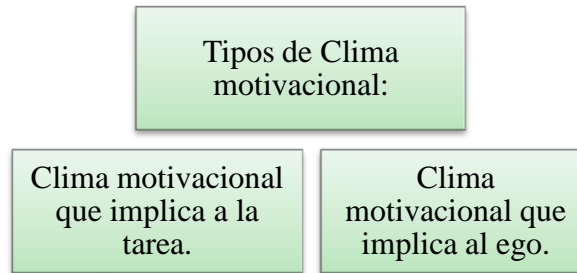 Tipos de Clima
motivacional:
Clima motivacional
que implica a la
tarea.
Clima
motivacional que
implica al ego.